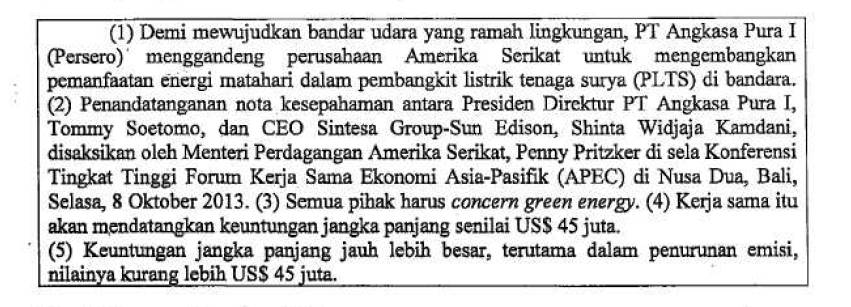 (1) Demi mewujudkan bandar udara yang ramah lingkungan, PT Angkasa Pura I
(Persero) menggandeng perusahaan Amerika Serikat untuk mengembangkan
pemanfaatan energi matahari dalam pembangkit listrik tenaga surya (PLTS) di bandara.
(2) Penandatanganan nota kesepahaman antara Presiden Direktur PT Angkasa Pura I,
Tommy Soetomo, dan CEO Sintesa Group-Sun Edison, Shinta Widjaja Kamdani,
disaksikan oleh Menteri Perdagangan Amerika Serikat, Penny Pritzker di sela Konferensi
Tingkat Tinggi Forum Kerja Sama Ekonomi Asia-Pasifik (APEC) di Nusa Dua, Bali,
Selasa, 8 Oktober 2013. (3) Semua pihak harus concern green energy. (4) Kerja sama itu
akan mendatangkan keuntungan jangka panjang senilai US$ 45 juta.
(5) Keuntungan jangka panjang jauh lebih besar, terutama dalam penurunan emisi,
nilainya kurang lebih US$ 45 juta.